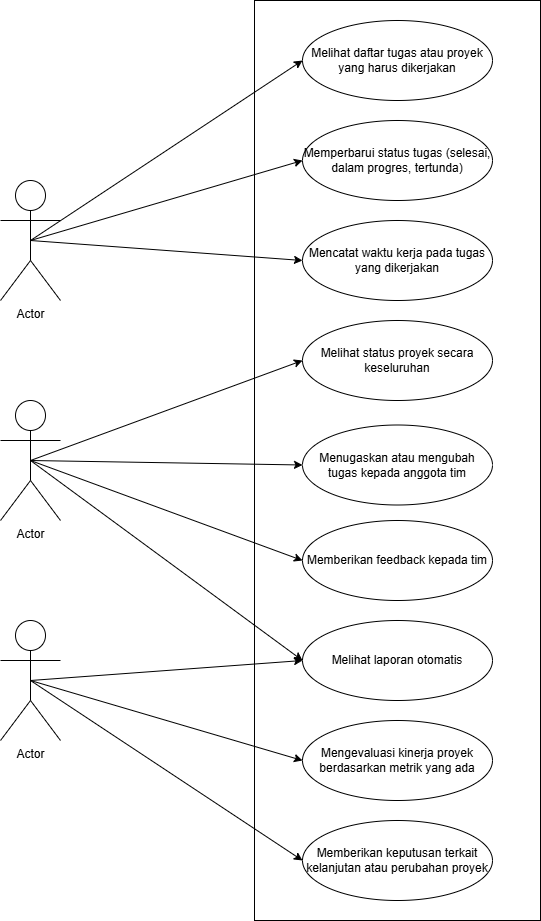 Melihat daftar tugas atau proyek
yang harus dikerjakan
Memperbarui status tugas (selesai,
dalam progres, tertunda)
Mencatat waktu kerja pada tugas
yang dikerjakan
Actor
Melihat status proyek secara
keseluruhan
Menugaskan atau mengubah
tugas kepada anggota tim
Actor
Memberikan feedback kepada tim
Melihat laporan otomatis
Actor
Mengevaluasi kinerja proyek
berdasarkan metrik yang ada
Memberikan keputusan terkait
kelanjutan atau perubahan proyek